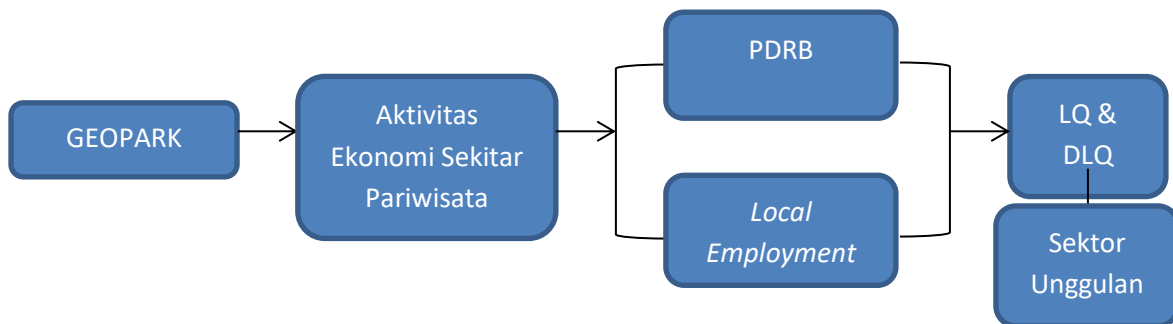 GEOPARK
Aktivitas
Ekonomi Sekitar
Pariwisata
PDRB
Local
Employment
LQ &
DLQ
Sektor
Unggulan